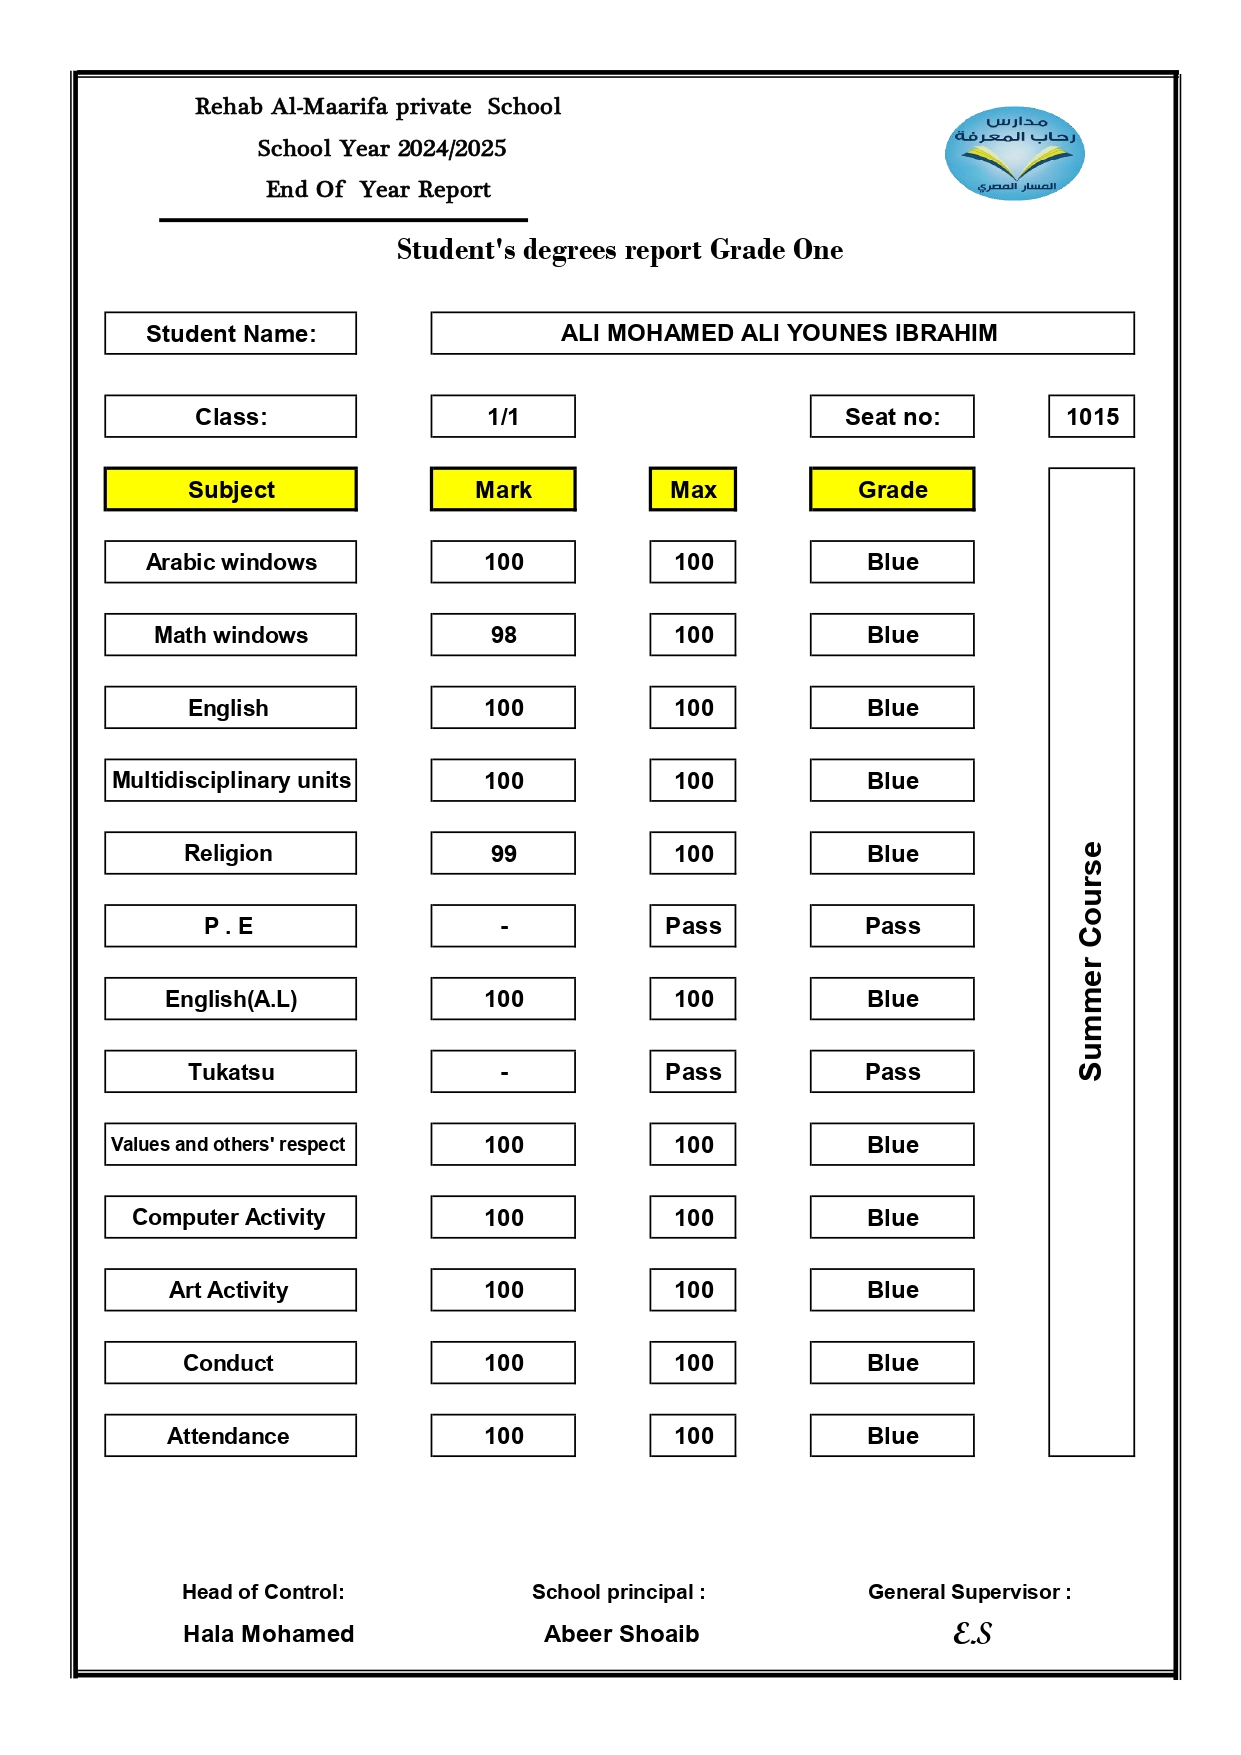 Rehab Al-Maarifa private School
School Year 2024/2025
End Of Year Report
مدارس
رحاب المعرفة
المسار المصري
Student's degrees report Grade One
Student Name: ALI MOHAMED ALI YOUNES IBRAHIM
Class: 1/1 Seat no: 1015
Subject Mark Max Grade
Arabic windows 100 100 Blue
Math windows 98 100 Blue
English 100 100 Blue
Multidisciplinary units 100 100 Blue
Religion 99 100 Blue
P . E - Pass Pass
English(A.L) 100 100 Blue
Tukatsu - Pass Pass
Values and others' respect 100 100 Blue
Computer Activity 100 100 Blue
Art Activity 100 100 Blue
Conduct 100 100 Blue
Attendance 100 100 Blue
Summer Course
Head of Control: School principal : General Supervisor :
Hala Mohamed Abeer Shoaib E.S